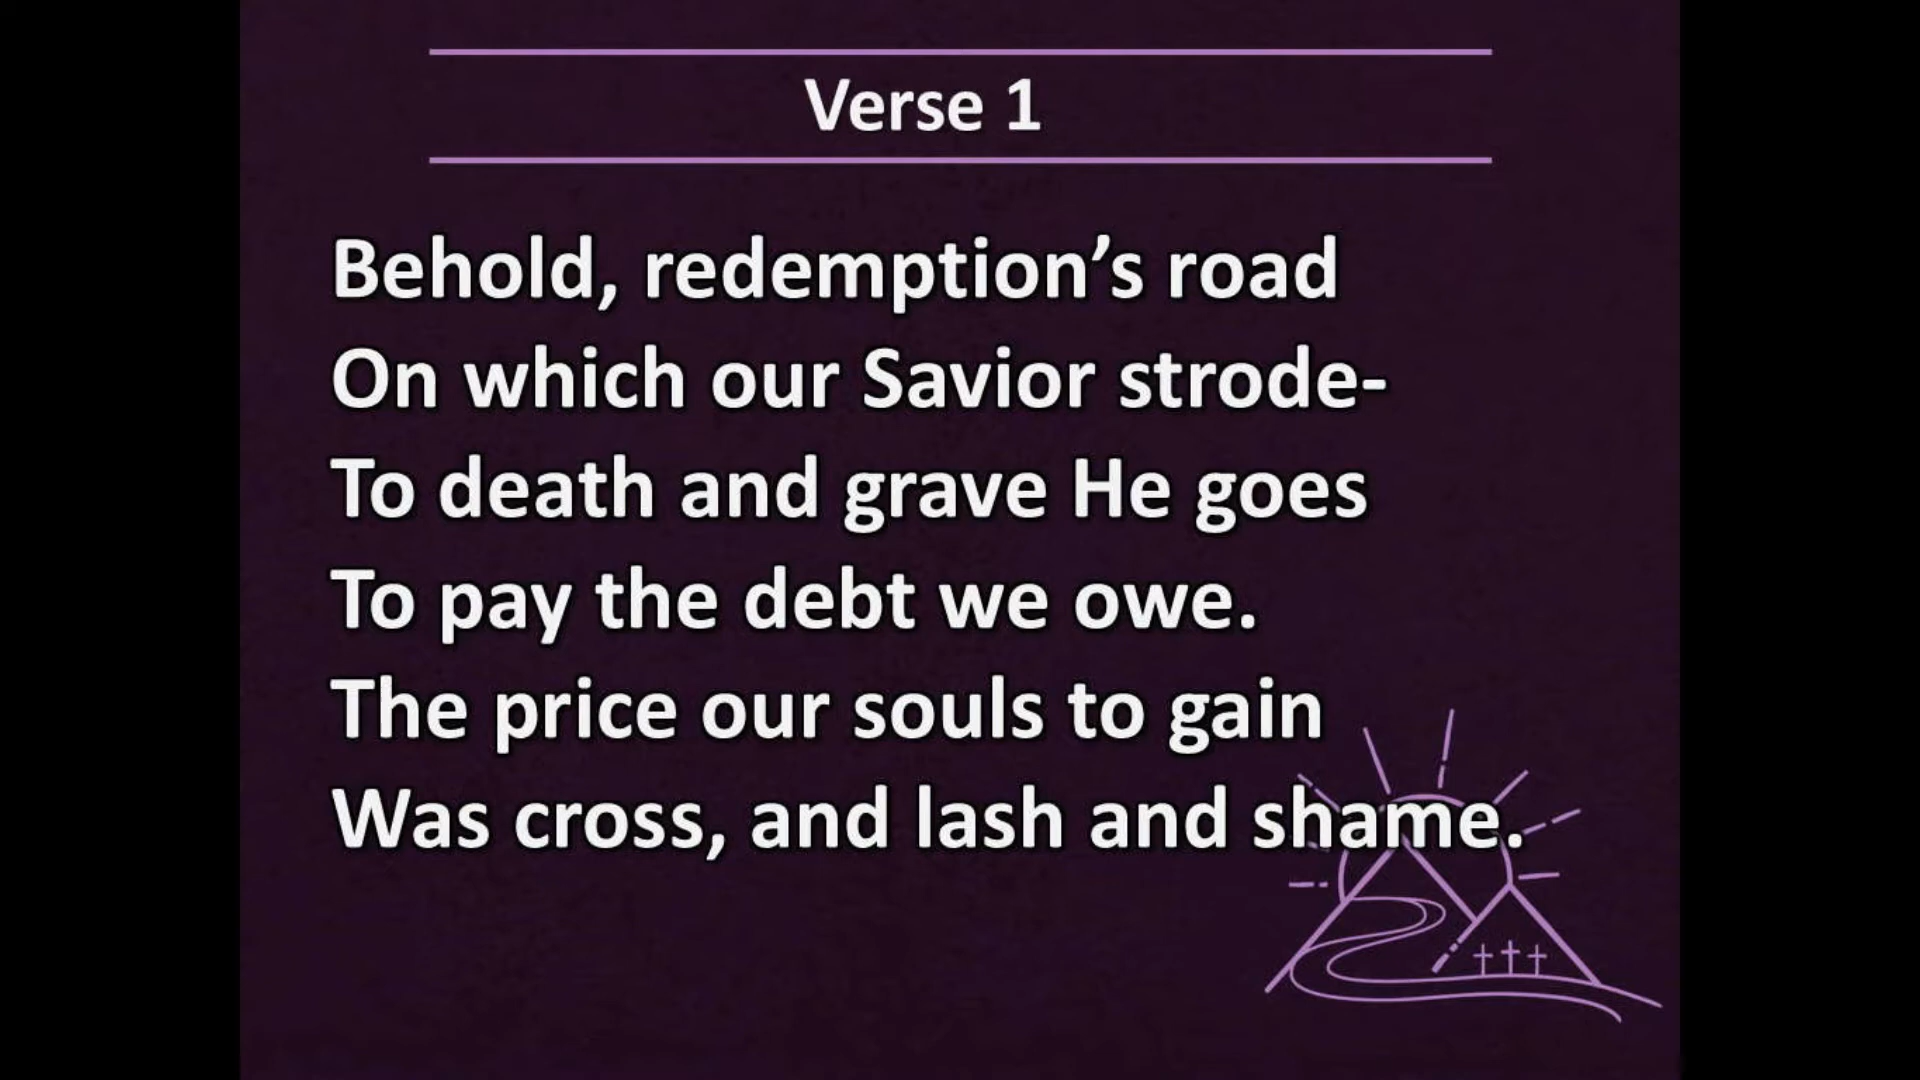 Verse 1
Behold, redemption’s road
On which our Savior strode-
To death and grave He goes
To pay the debt we owe.
The price our souls to gain
Was cross, and lash and shame.